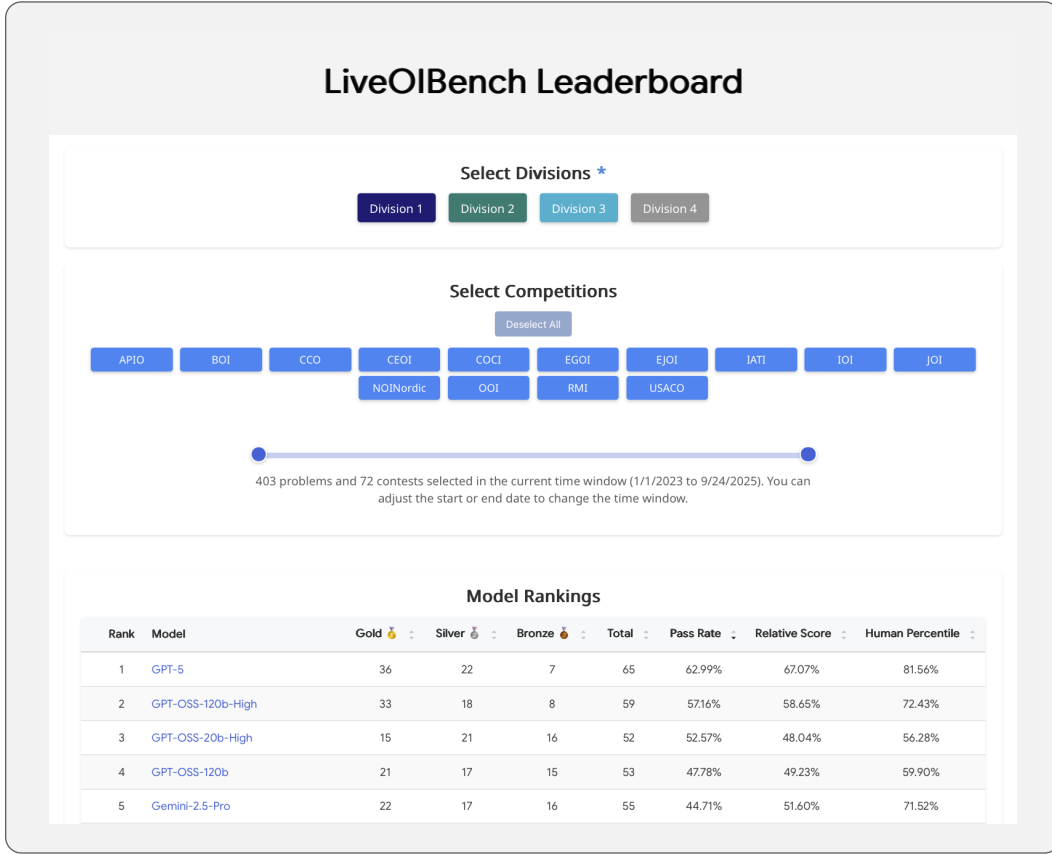 LiveOIBench Leaderboard
Select Divisions *
Division 1 Division 2 Division 3 Division 4
Select Competitions
Deselect All
APIO BOI CCO CEOI COCI EGOI EJOI IATI IOI JOI
NOINordic OOI RMI USACO
403 problems and 72 contests selected in the current time window (1/1/2023 to 9/24/2025). You can
adjust the start or end date to change the time window.
Model Rankings
Rank Model Gold Silver Bronze Total Pass Rate Relative Score Human Percentile
1 GPT-5 36 22 7 65 62.99% 67.07% 81.56%
2 GPT-OSS-120b-High 33 18 8 59 57.16% 58.65% 72.43%
3 GPT-OSS-20b-High 15 21 16 52 52.57% 48.04% 56.28%
4 GPT-OSS-120b 21 17 15 53 47.78% 49.23% 59.90%
5 Gemini-2.5-Pro 22 17 16 55 44.71% 51.60% 71.52%